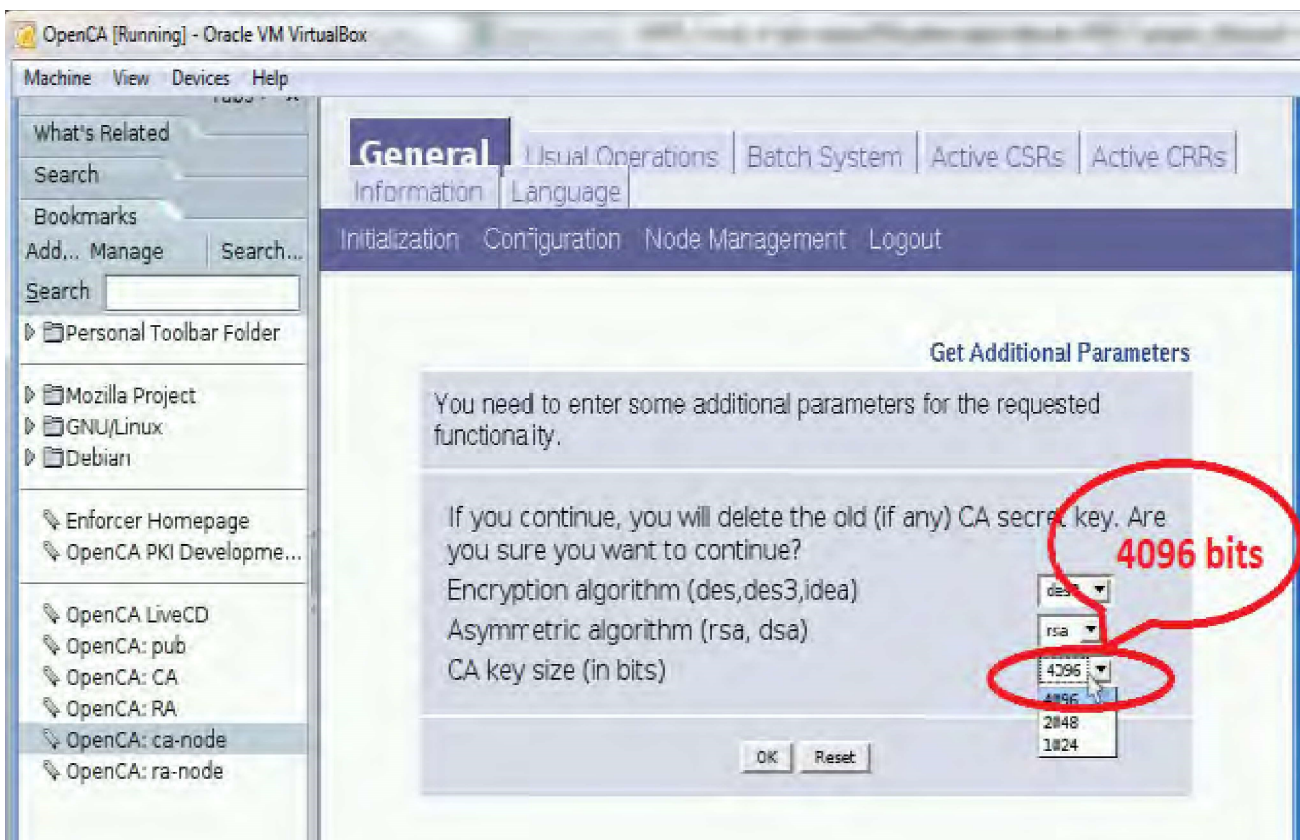 OpenCA [Running] - Oracle VM VirtualBox
Machine View Devices Help
What's Related
Search
Bookmarks
Add... Manage Search...
Search
Personal Toolbar Folder
Mozilla Project
GNU/Linux
Debian
Enforcer Homepage
OpenCA PKI Developme...
OpenCA LiveCD
OpenCA: pub
OpenCA: CA
OpenCA: RA
OpenCA: ca-node
OpenCA: ra-node
General Usual Operations Batch System Active CSRs Active CRRs
Information Language
Initialization Configuration Node Management Logout
Get Additional Parameters
You need to enter some additional parameters for the requested
functionality.
If you continue, you will delete the old (if any) CA secret key. Are
you sure you want to continue?
4096 bits
Encryption algorithm (des,des3,idea)
Asymmetric algorithm (rsa, dsa) rsa
CA key size (in bits) 4096
4096
2048
1024
OK Reset